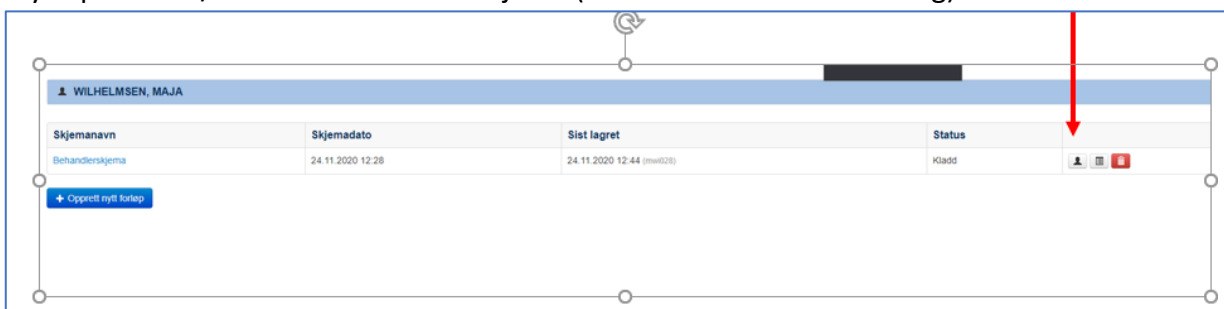 WILHELMSEN, MAJA
Skjemanavn Skjemadato Sist lagret Status
Behandlerskjema 24.11.2020 12:28 24.11.2020 12:44 (mwi028) Kladd
+ Opprett nytt forløp